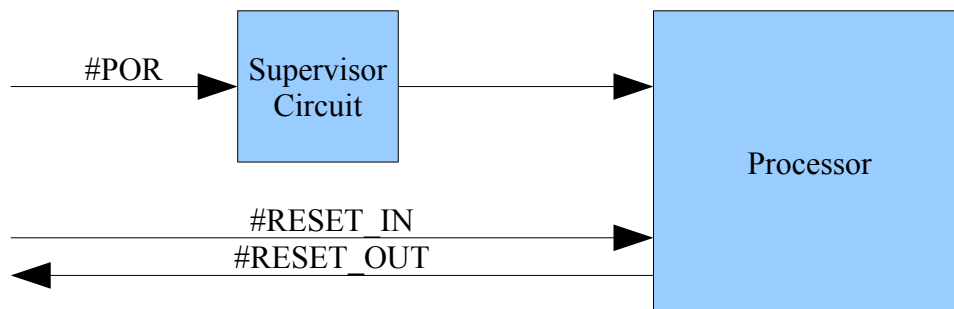 #POR
Supervisor
Circuit
Processor
#RESET_IN
#RESET_OUT